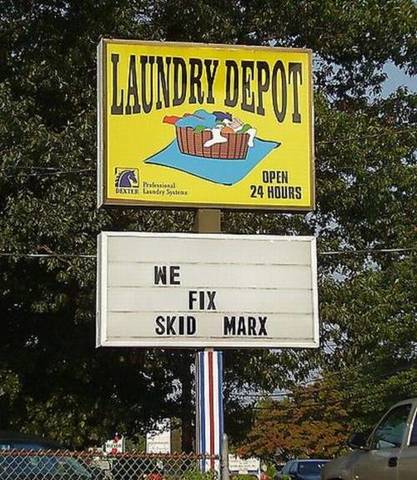 LAUNDRY DEPOT
DEXTER
Professional
Laundry Systems
OPEN
24 HOURS
WE
FIX
SKID MARX